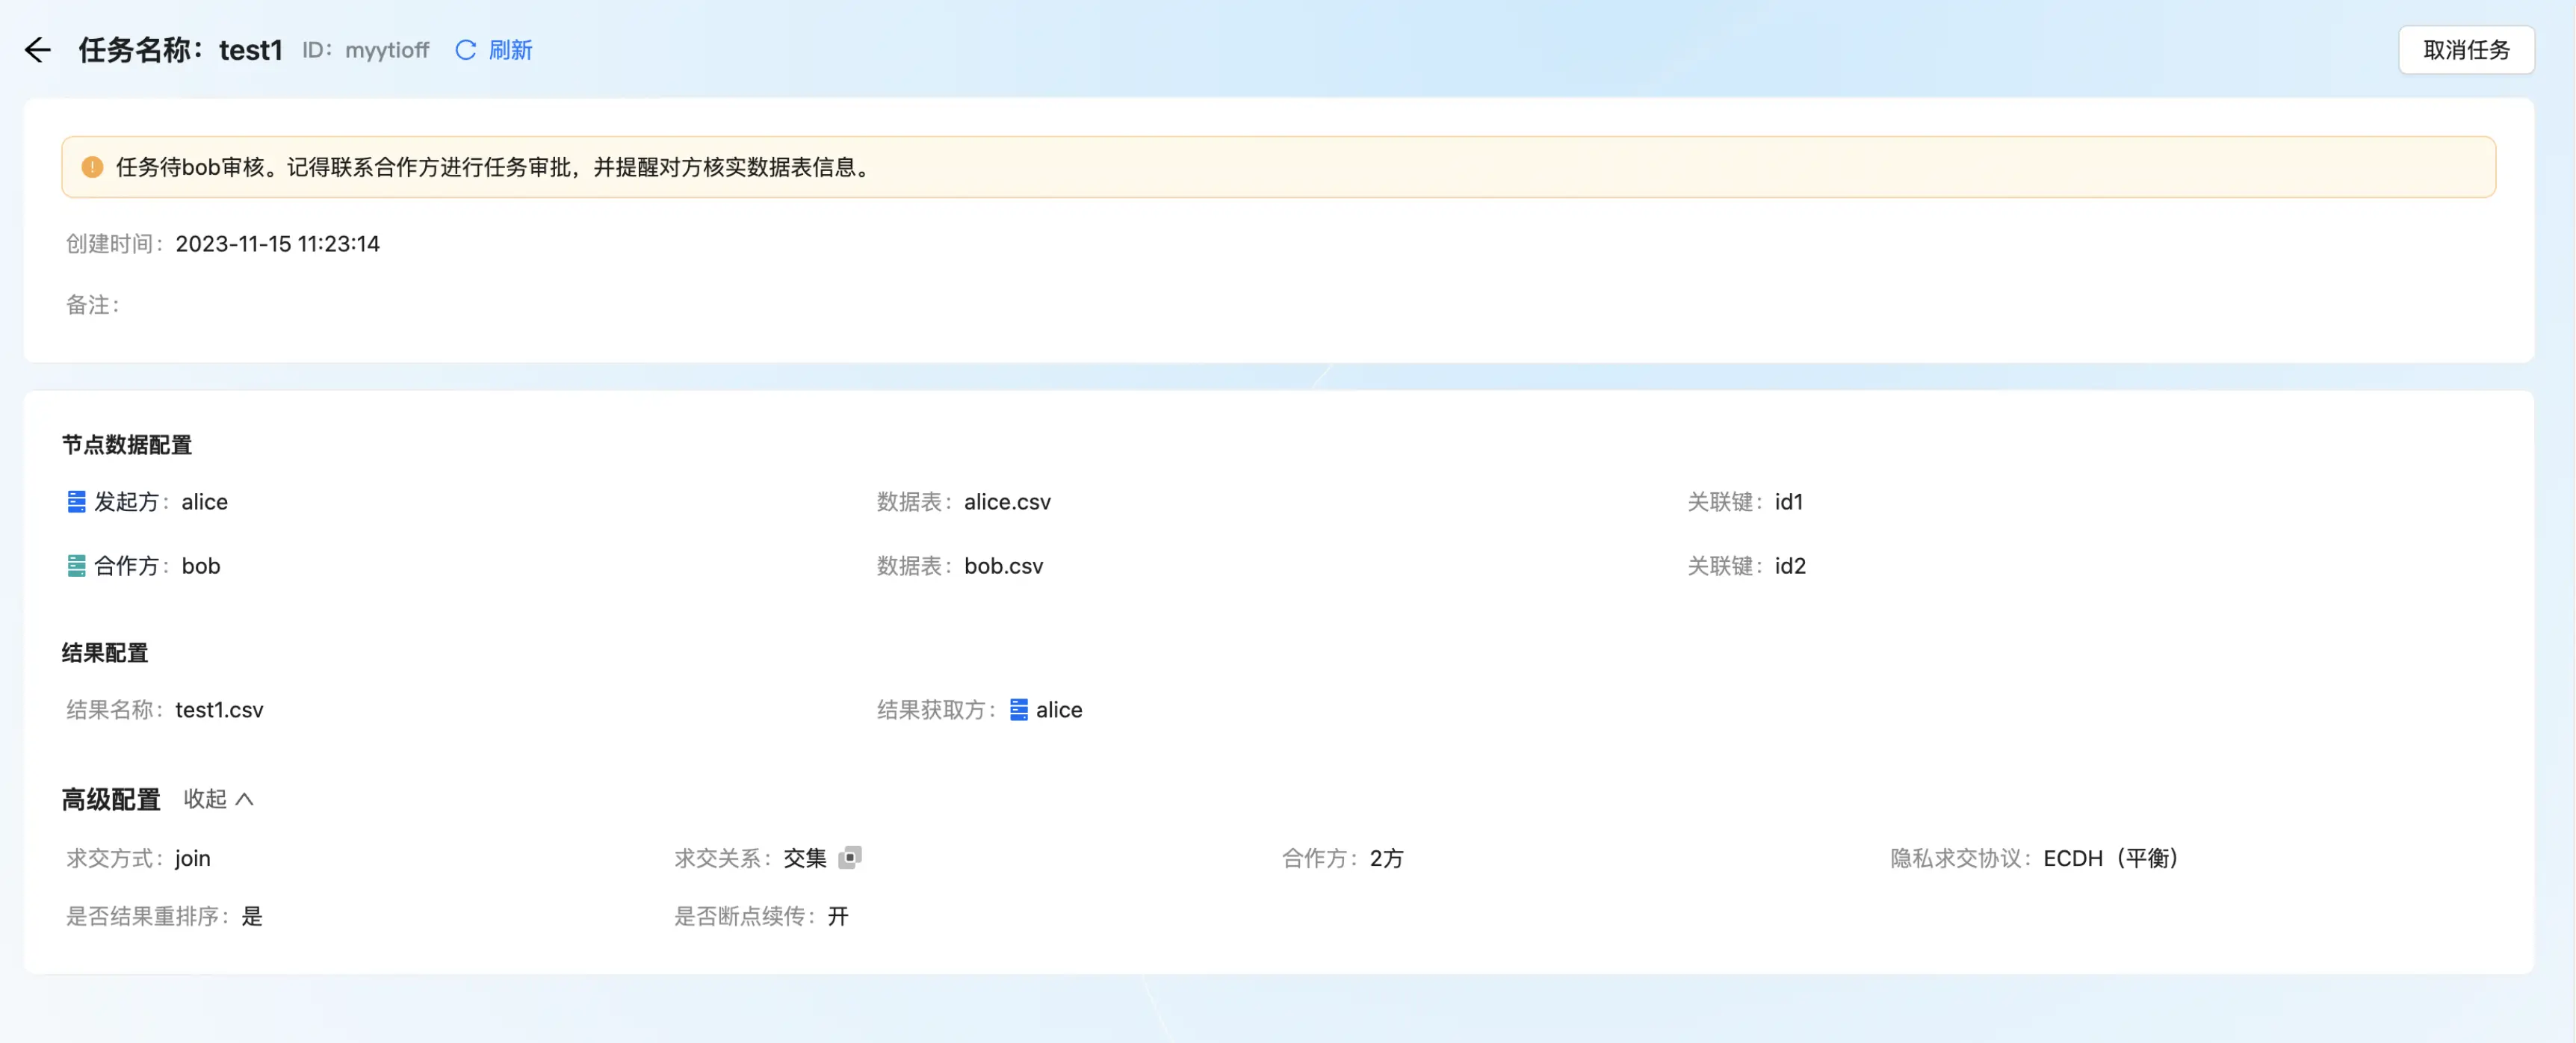 任务名称：test1 ID：myytioff 刷新 取消任务
任务待bob审核。记得联系合作方进行任务审批，并提醒对方核实数据表信息。
创建时间：2023-11-15 11:23:14
备注：
节点数据配置
发起方：alice 数据表：alice.csv 关联键：id1
合作方：bob 数据表：bob.csv 关联键：id2
结果配置
结果名称：test1.csv 结果获取方：alice
高级配置 收起
求交方式：join 求交关系：交集 合作方：2方 隐私求交协议：ECDH（平衡）
是否结果重排序：是 是否断点续传：开